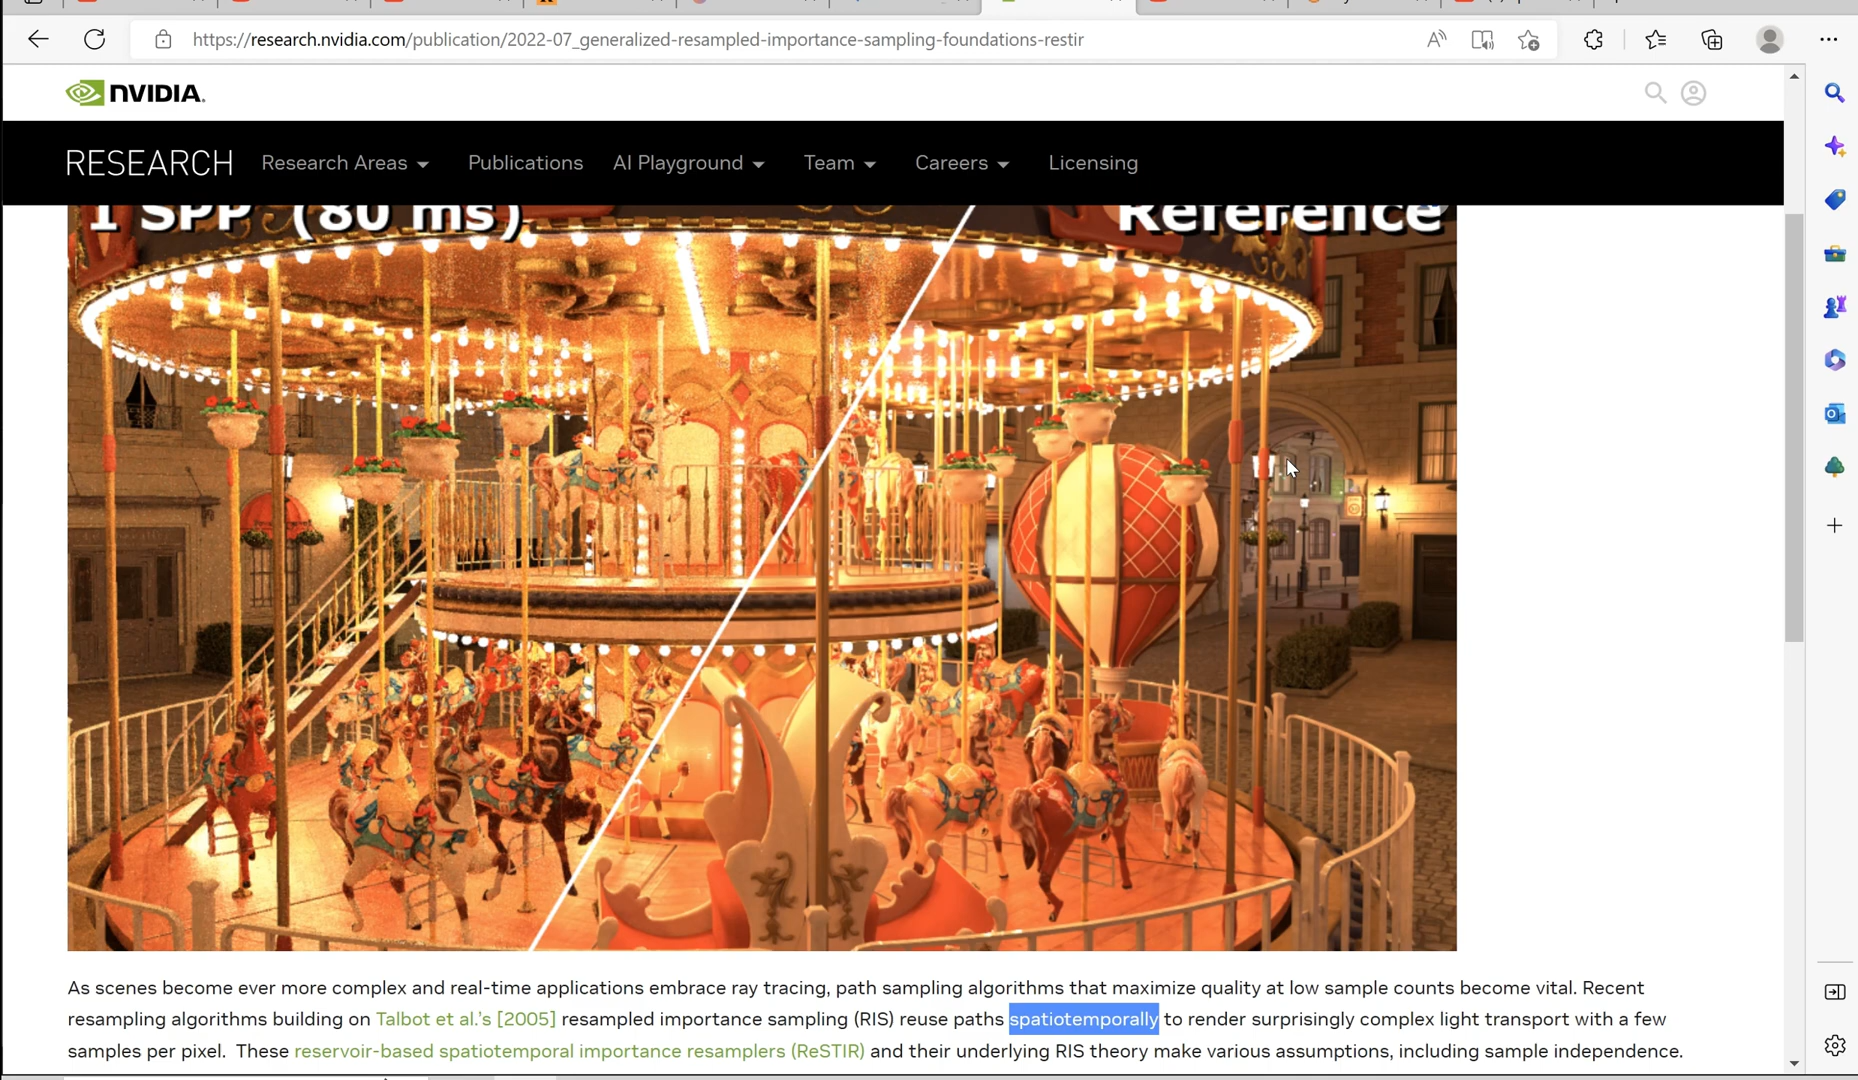 https://research.nvidia.com/publication/2022-07_generalized-resampled-importance-sampling-foundations-restir
NVIDIA.
RESEARCH Research Areas Publications AI Playground Team Careers Licensing
1 SPP (80 ms) Reference
As scenes become ever more complex and real-time applications embrace ray tracing, path sampling algorithms that maximize quality at low sample counts become vital. Recent
resampling algorithms building on Talbot et al.'s [2005] resampled importance sampling (RIS) reuse paths spatiotemporally to render surprisingly complex light transport with a few
samples per pixel. These reservoir-based spatiotemporal importance resamplers (ReSTIR) and their underlying RIS theory make various assumptions, including sample independence.